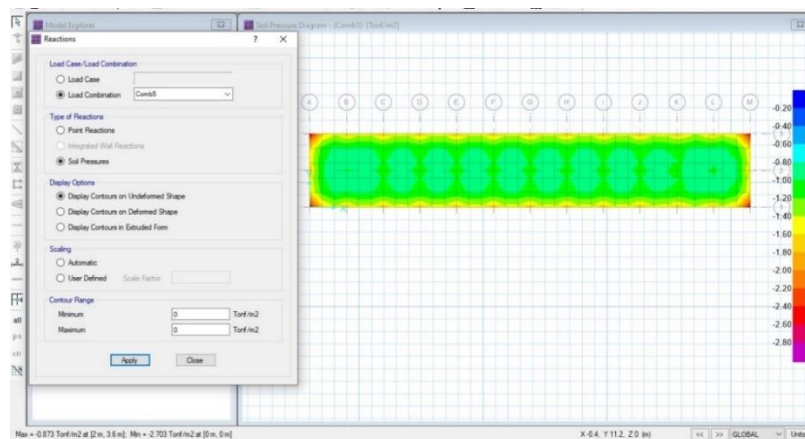 Model Explorer
Soil Pressure Diagram - (Comb5) [Tonf/m2]
Reactions
? X
Load Case/Load Combination
Load Case
Load Combination Comb5
Type of Reactions
Point Reactions
Integrated Wall Reactions
Soil Pressures
Display Options
Display Contours on Undeformed Shape
Display Contours on Deformed Shape
Display Contours in Extruded Form
Scaling
Automatic
User Defined Scale Factor
Contour Range
Minimum 0 Tonf/m2
Maximum 0 Tonf/m2
Apply Close
all
A B C D E F G H I J K L M
3
2
1
-0.20
-0.40
-0.60
-0.80
-1.00
-1.20
-1.40
-1.60
-1.80
-2.00
-2.20
-2.40
-2.60
-2.80
Max = -0.873 Tonf/m2 at [2 m, 3.6 m]; Min = -2.703 Tonf/m2 at [0 m, 0 m]
X -0.4, Y 11.2, Z 0 (m) << >> GLOBAL Units